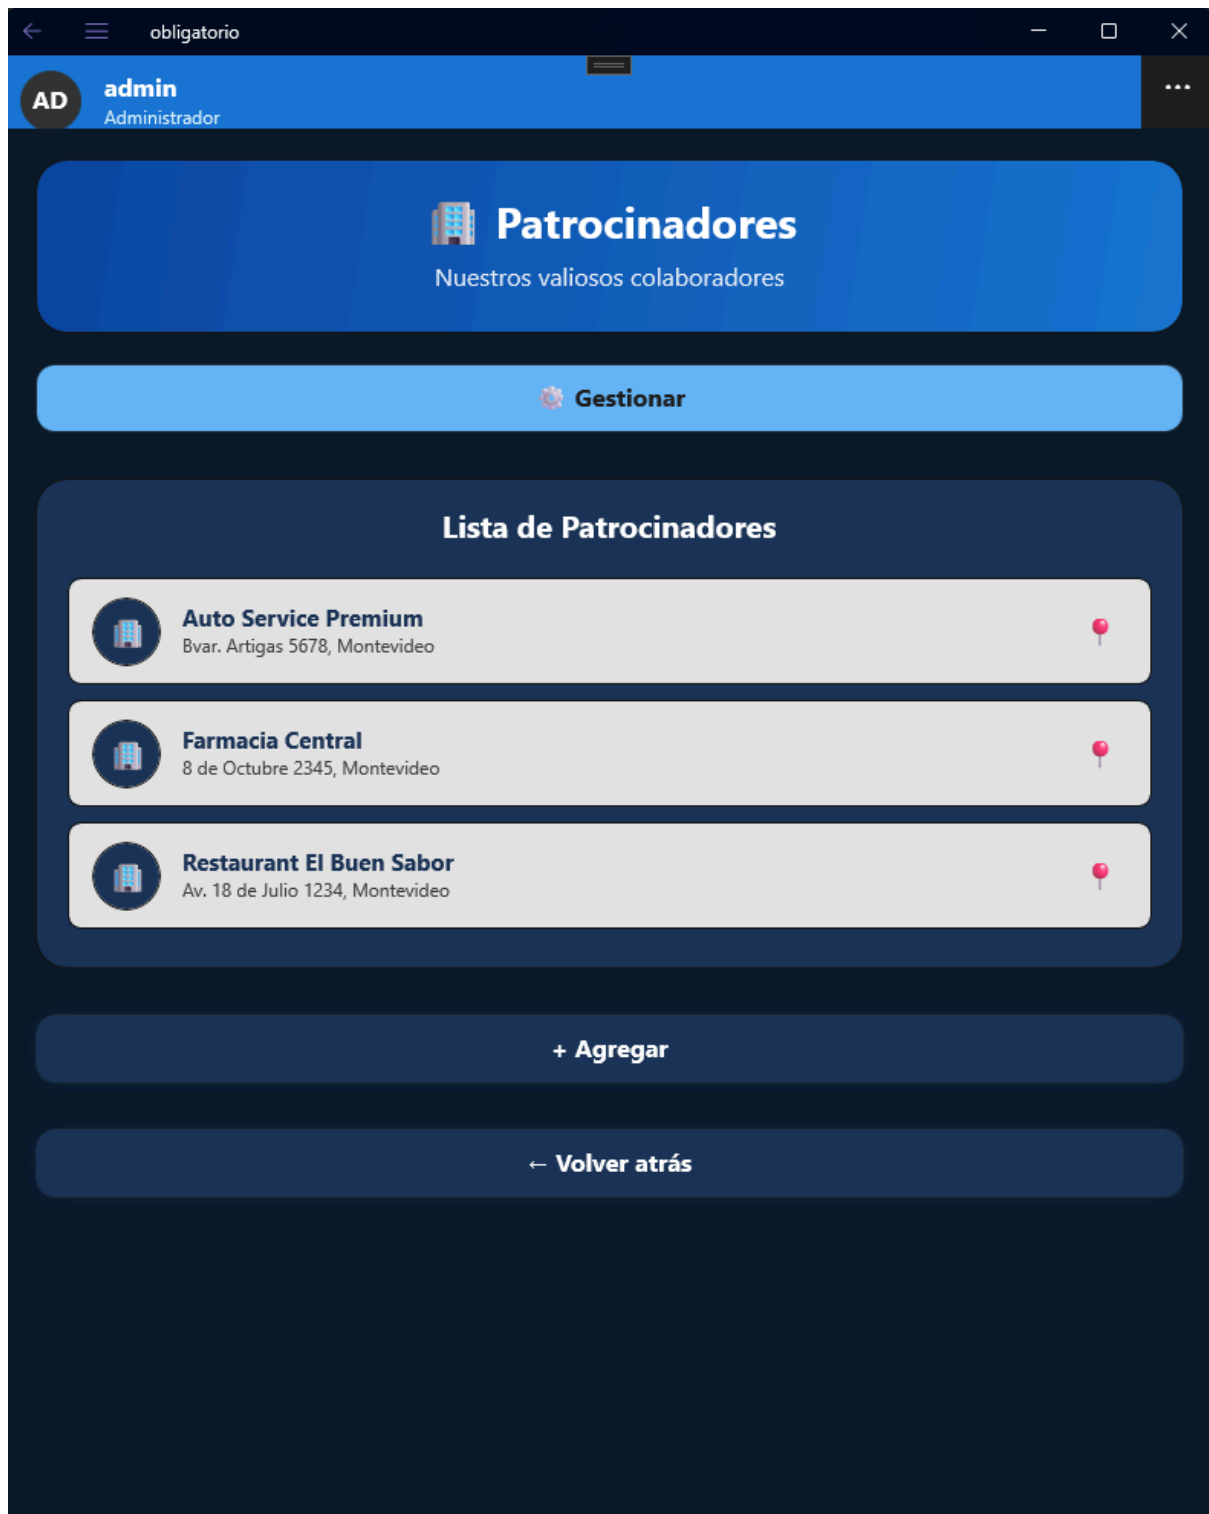 obligatorio
AD
admin
Administrador
Patrocinadores
Nuestros valiosos colaboradores
Gestionar
Lista de Patrocinadores
Auto Service Premium
Bvar. Artigas 5678, Montevideo
Farmacia Central
8 de Octubre 2345, Montevideo
Restaurant El Buen Sabor
Av. 18 de Julio 1234, Montevideo
+ Agregar
← Volver atrás